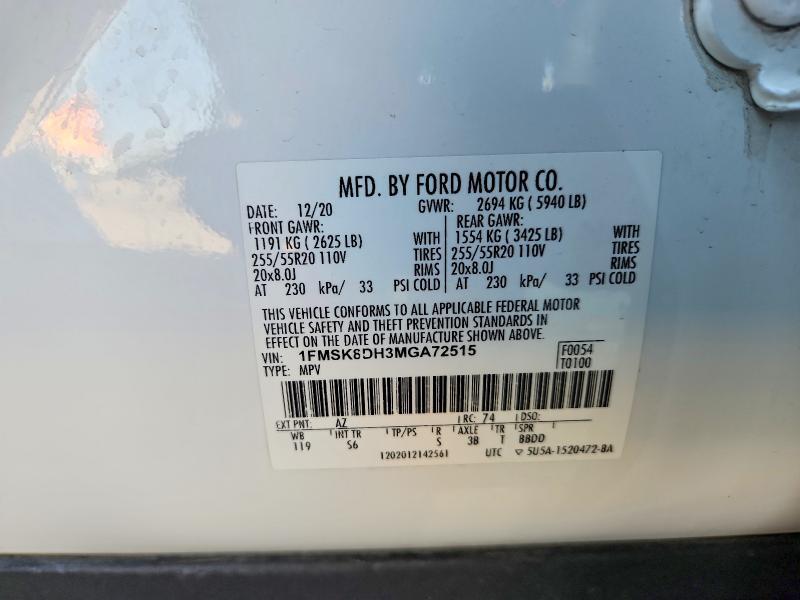 MFD. BY FORD MOTOR CO.
DATE: 12/20 GVWR: 2694 KG ( 5940 LB)
FRONT GAWR: REAR GAWR:
1191 KG ( 2625 LB) WITH 1554 KG ( 3425 LB) WITH
255/55R20 110V TIRES 255/55R20 110V TIRES
20x8.0J RIMS 20x8.0J RIMS
AT 230 kPa/ 33 PSI COLD AT 230 kPa/ 33 PSI COLD
THIS VEHICLE CONFORMS TO ALL APPLICABLE FEDERAL MOTOR
VEHICLE SAFETY AND THEFT PREVENTION STANDARDS IN
EFFECT ON THE DATE OF MANUFACTURE SHOWN ABOVE.
VIN: 1FMSK8DH3MGA72515 F0054
TYPE: MPV T0100
EXT PNT: AZ RC: 74 DSO:
WB INT TR TP/PS R AXLE TR SPR
119 S6 S 3B T BBDD
1202012142561 UTC ▽ 5U5A-1520472-BA